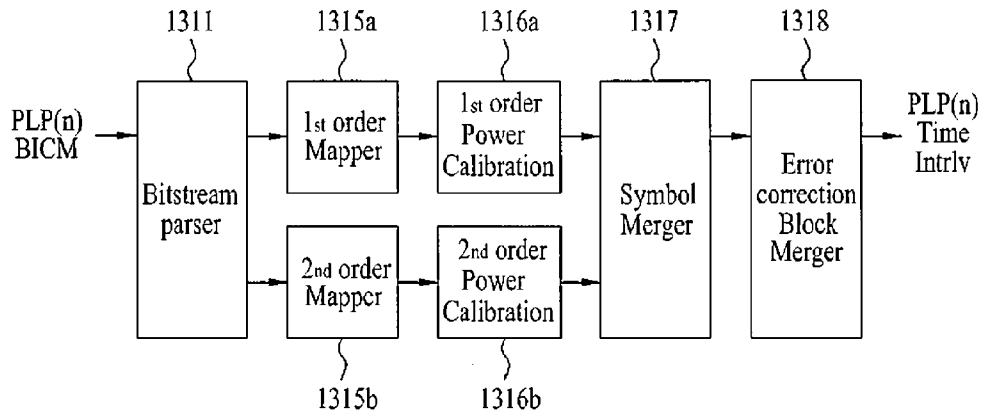 1311
1315a
1316a
1317
1318
PLP(n)
BICM
Bitstream
parser
1st order
Mapper
1st order
Power
Calibration
Symbol
Merger
Error
correction
Block
Merger
PLP(n)
Time
Intrlv
2nd order
Mapper
2nd order
Power
Calibration
1315b
1316b